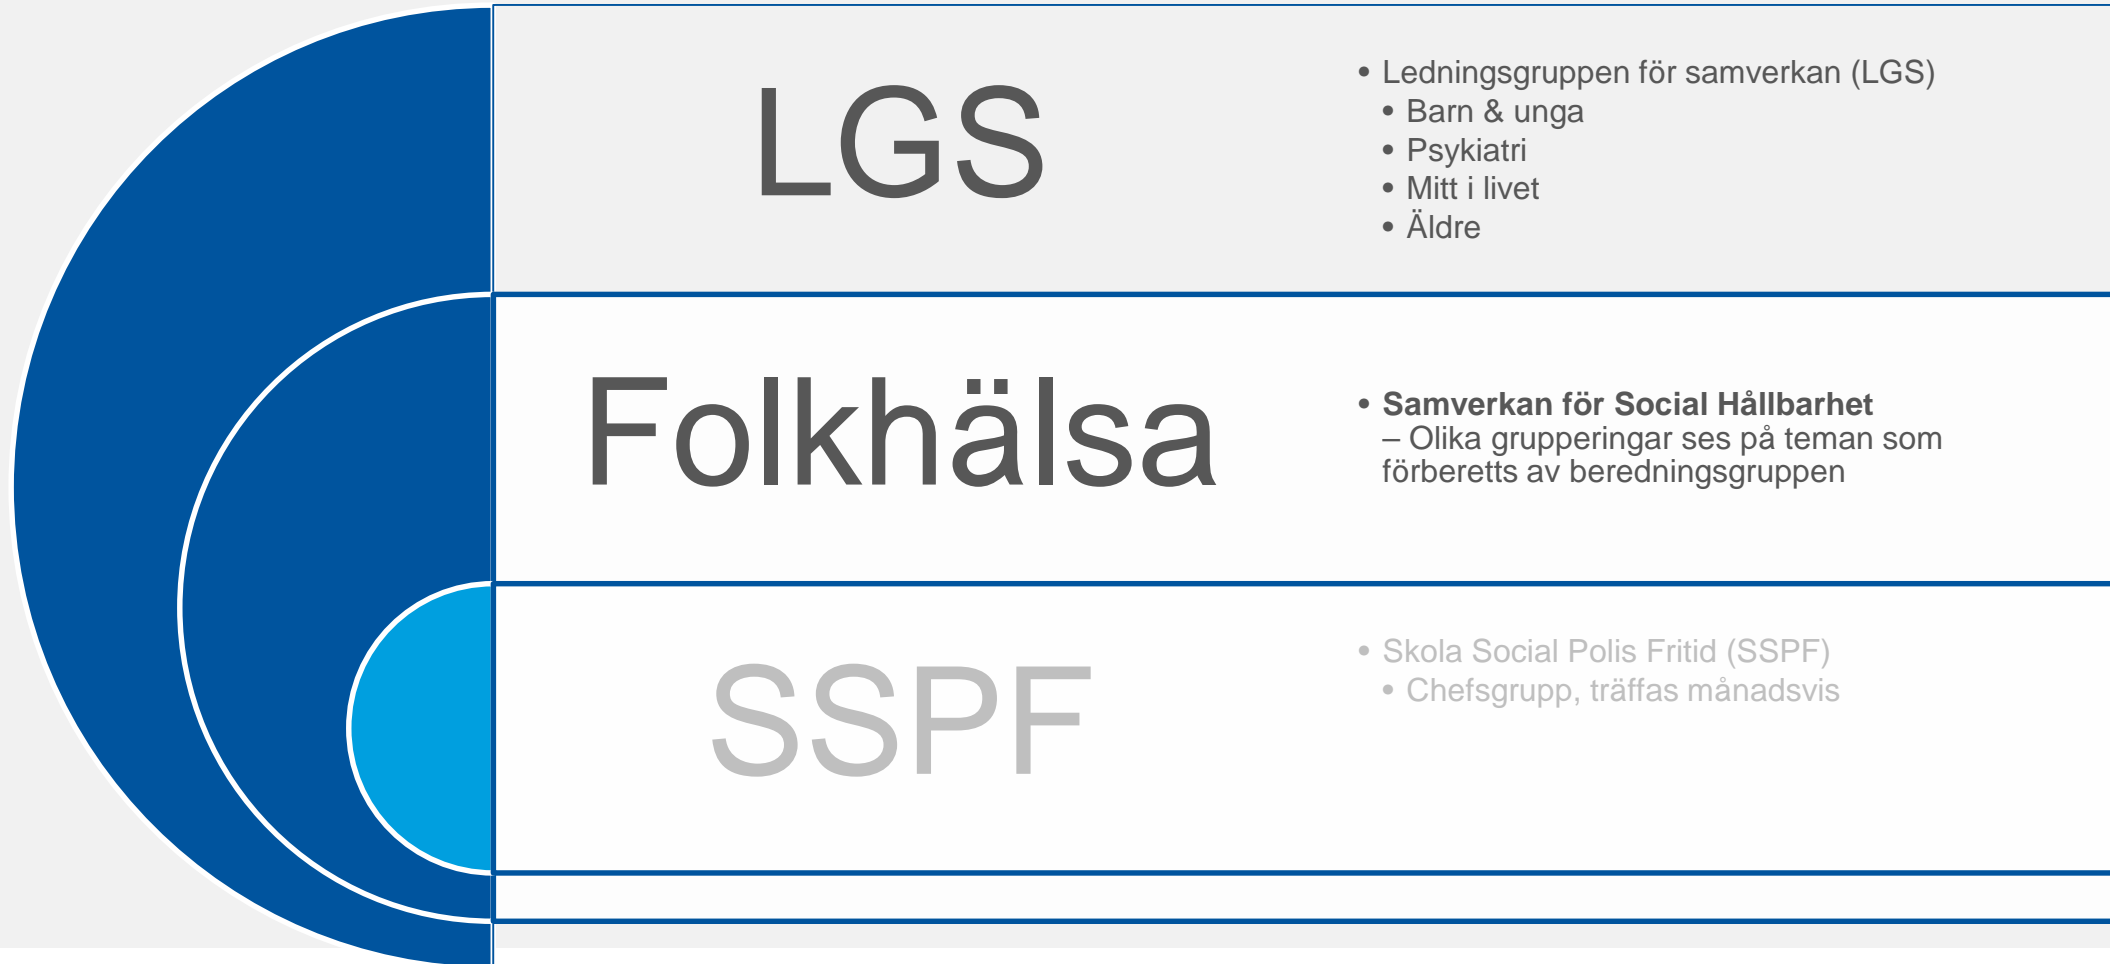 LGS
• Ledningsgruppen för samverkan (LGS)
• Barn & unga
• Psykiatri
• Mitt i livet
• Äldre
Folkhälsa
• Samverkan för Social Hållbarhet
– Olika grupperingar ses på teman som
förberetts av beredningsgruppen
SSPF
• Skola Social Polis Fritid (SSPF)
• Chefsgrupp, träffas månadsvis